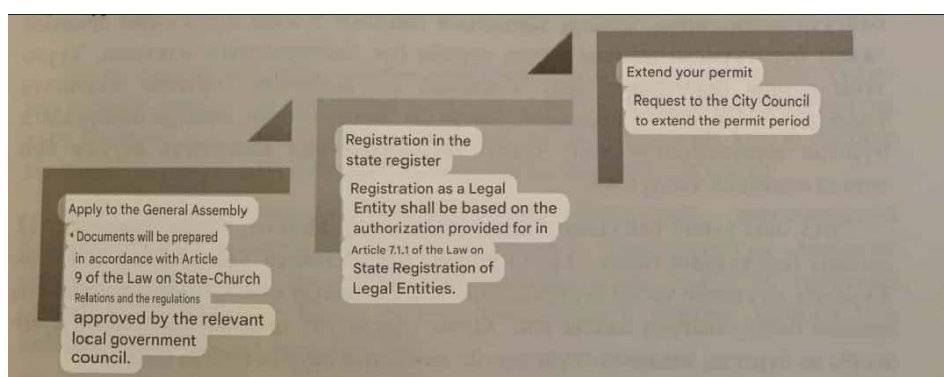 Apply to the General Assembly
• Documents will be prepared
in accordance with Article
9 of the Law on State-Church
Relations and the regulations
approved by the relevant
local government
council.
Registration in the
state register
Registration as a Legal
Entity shall be based on the
authorization provided for in
Article 7.1.1 of the Law on
State Registration of
Legal Entities.
Extend your permit
Request to the City Council
to extend the permit period